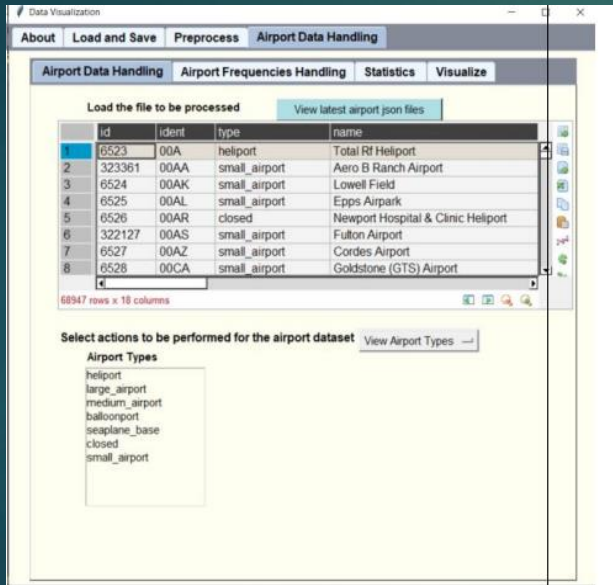 Data Visualization
About Load and Save Preprocess Airport Data Handling
Airport Data Handling Airport Frequencies Handling Statistics Visualize
Load the file to be processed View latest airport json files
id ident type name
1 6523 00A heliport Total Rf Heliport
2 323361 00AA small_airport Aero B Ranch Airport
3 6524 00AK small_airport Lowell Field
4 6525 00AL small_airport Epps Airpark
5 6526 00AR closed Newport Hospital & Clinic Heliport
6 322127 00AS small_airport Fulton Airport
7 6527 00AZ small_airport Cordes Airport
8 6528 00CA small_airport Goldstone (GTS) Airport
68947 rows x 18 columns
Select actions to be performed for the airport dataset View Airport Types
Airport Types
heliport
large_airport
medium_airport
balloonport
seaplane_base
closed
small_airport